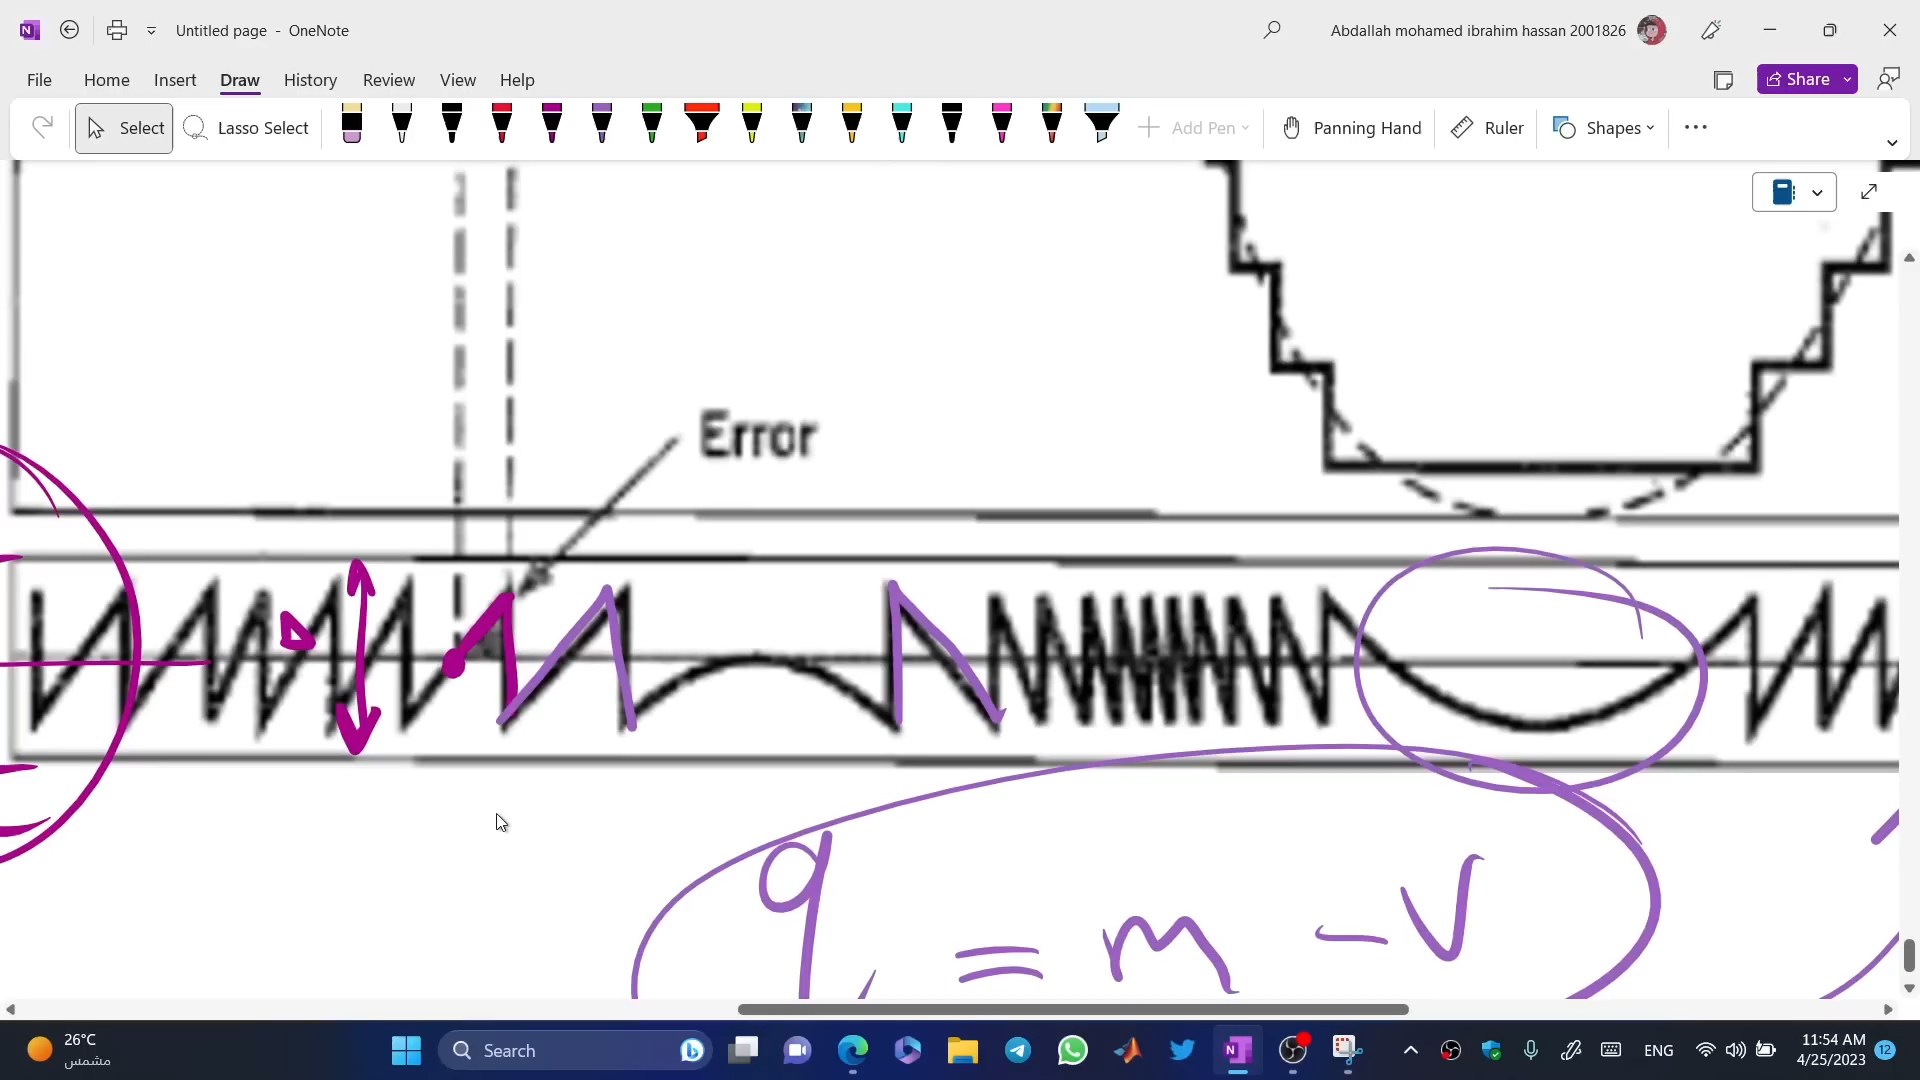 Untitled page - OneNote
Abdallah mohamed ibrahim hassan 2001826
File Home Insert Draw History Review View Help
Share
Select Lasso Select Add Pen Panning Hand Ruler Shapes
Error
q = m - v
26°C
مشمس
Search
ENG
11:54 AM
4/25/2023
12